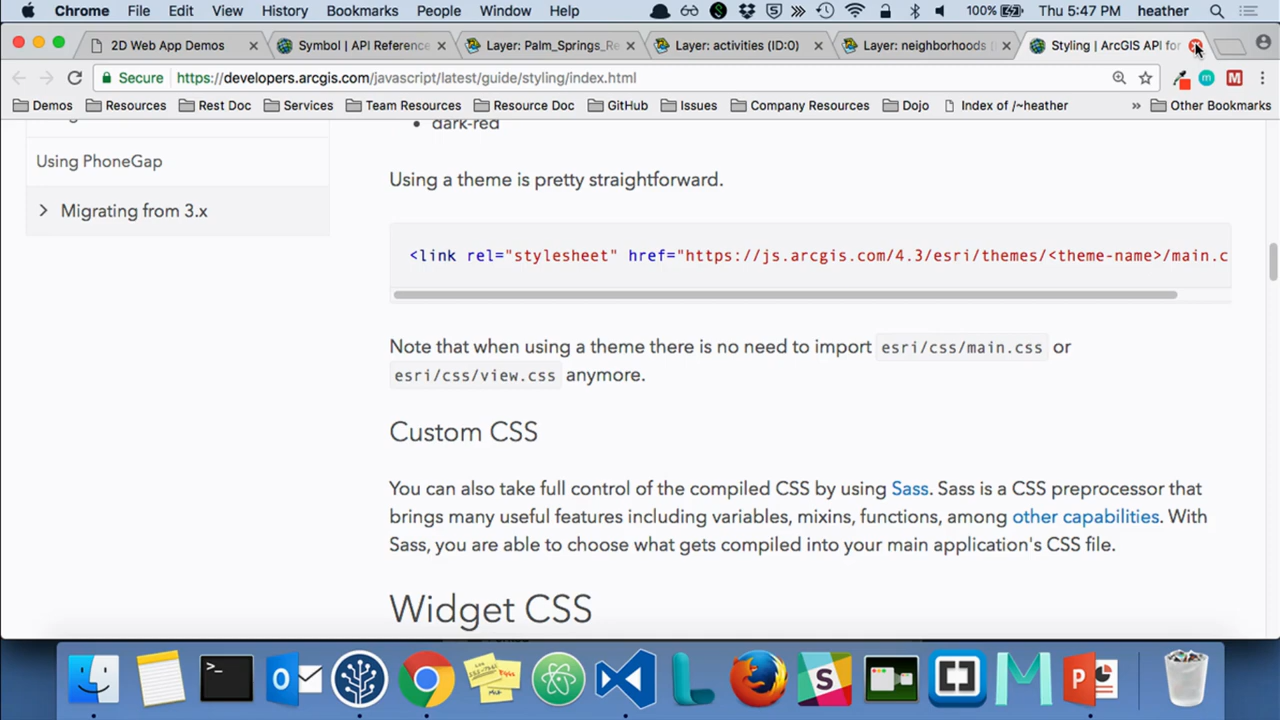 Chrome File Edit View History Bookmarks People Window Help 100% Thu 5:47 PM heather
2D Web App Demos Symbol | API Reference Layer: Palm_Springs_Re Layer: activities (ID:0) Layer: neighborhoods ( Styling | ArcGIS API for
Secure https://developers.arcgis.com/javascript/latest/guide/styling/index.html
Demos Resources Rest Doc Services Team Resources Resource Doc GitHub Issues Company Resources Dojo Index of /~heather » Other Bookmarks
• dark-red
Using PhoneGap
Migrating from 3.x
Using a theme is pretty straightforward.
<link rel="stylesheet" href="https://js.arcgis.com/4.3/esri/themes/<theme-name>/main.c
Note that when using a theme there is no need to import esri/css/main.css or
esri/css/view.css anymore.
Custom CSS
You can also take full control of the compiled CSS by using Sass. Sass is a CSS preprocessor that
brings many useful features including variables, mixins, functions, among other capabilities. With
Sass, you are able to choose what gets compiled into your main application's CSS file.
Widget CSS